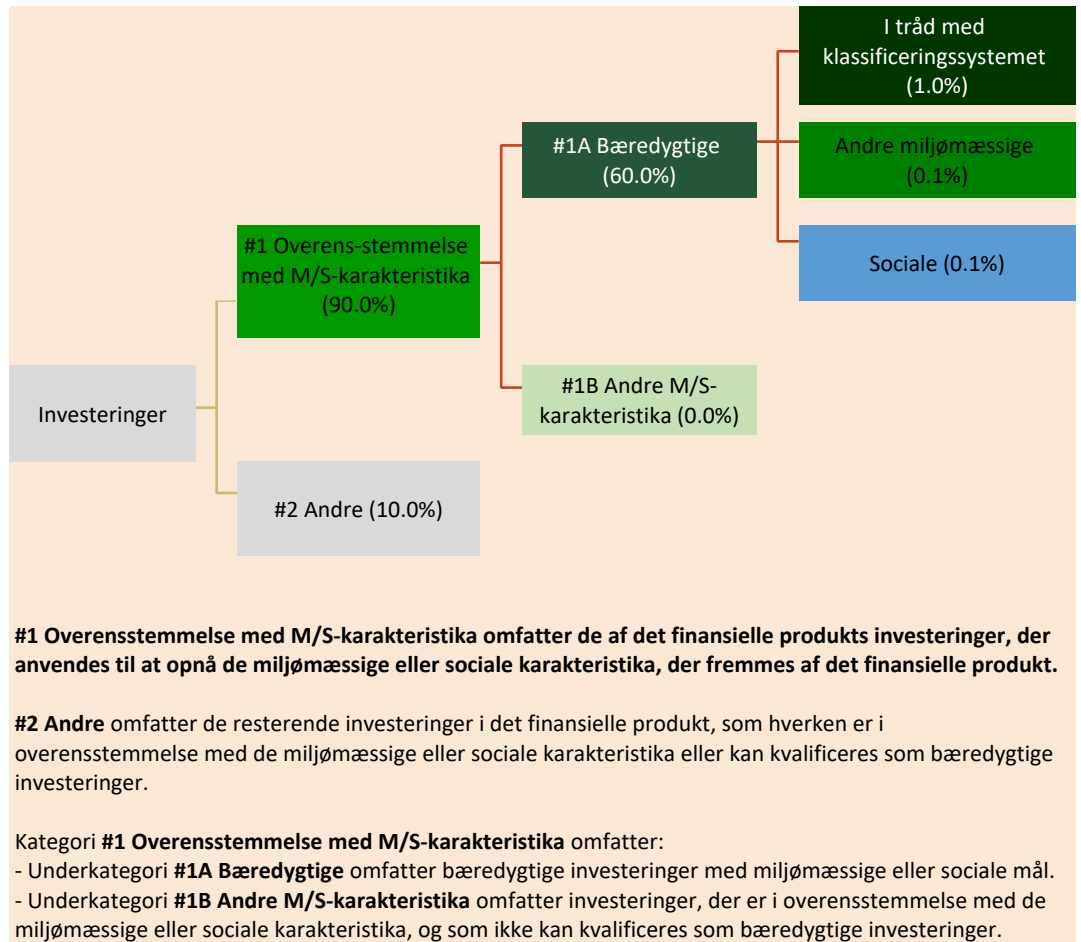 I tråd med
klassificeringssystemet
(1.0%)
#1A Bæredygtige
(60.0%)
Andre miljømæssige
(0.1%)
#1 Overens-stemmelse
med M/S-karakteristika
(90.0%)
Sociale (0.1%)
Investeringer
#1B Andre M/S-
karakteristika (0.0%)
#2 Andre (10.0%)
#1 Overensstemmelse med M/S-karakteristika omfatter de af det finansielle produkts investeringer, der
anvendes til at opnå de miljømæssige eller sociale karakteristika, der fremmes af det finansielle produkt.
#2 Andre omfatter de resterende investeringer i det finansielle produkt, som hverken er i
overensstemmelse med de miljømæssige eller sociale karakteristika eller kan kvalificeres som bæredygtige
investeringer.
Kategori #1 Overensstemmelse med M/S-karakteristika omfatter:
- Underkategori #1A Bæredygtige omfatter bæredygtige investeringer med miljømæssige eller sociale mål.
- Underkategori #1B Andre M/S-karakteristika omfatter investeringer, der er i overensstemmelse med de
miljømæssige eller sociale karakteristika, og som ikke kan kvalificeres som bæredygtige investeringer.